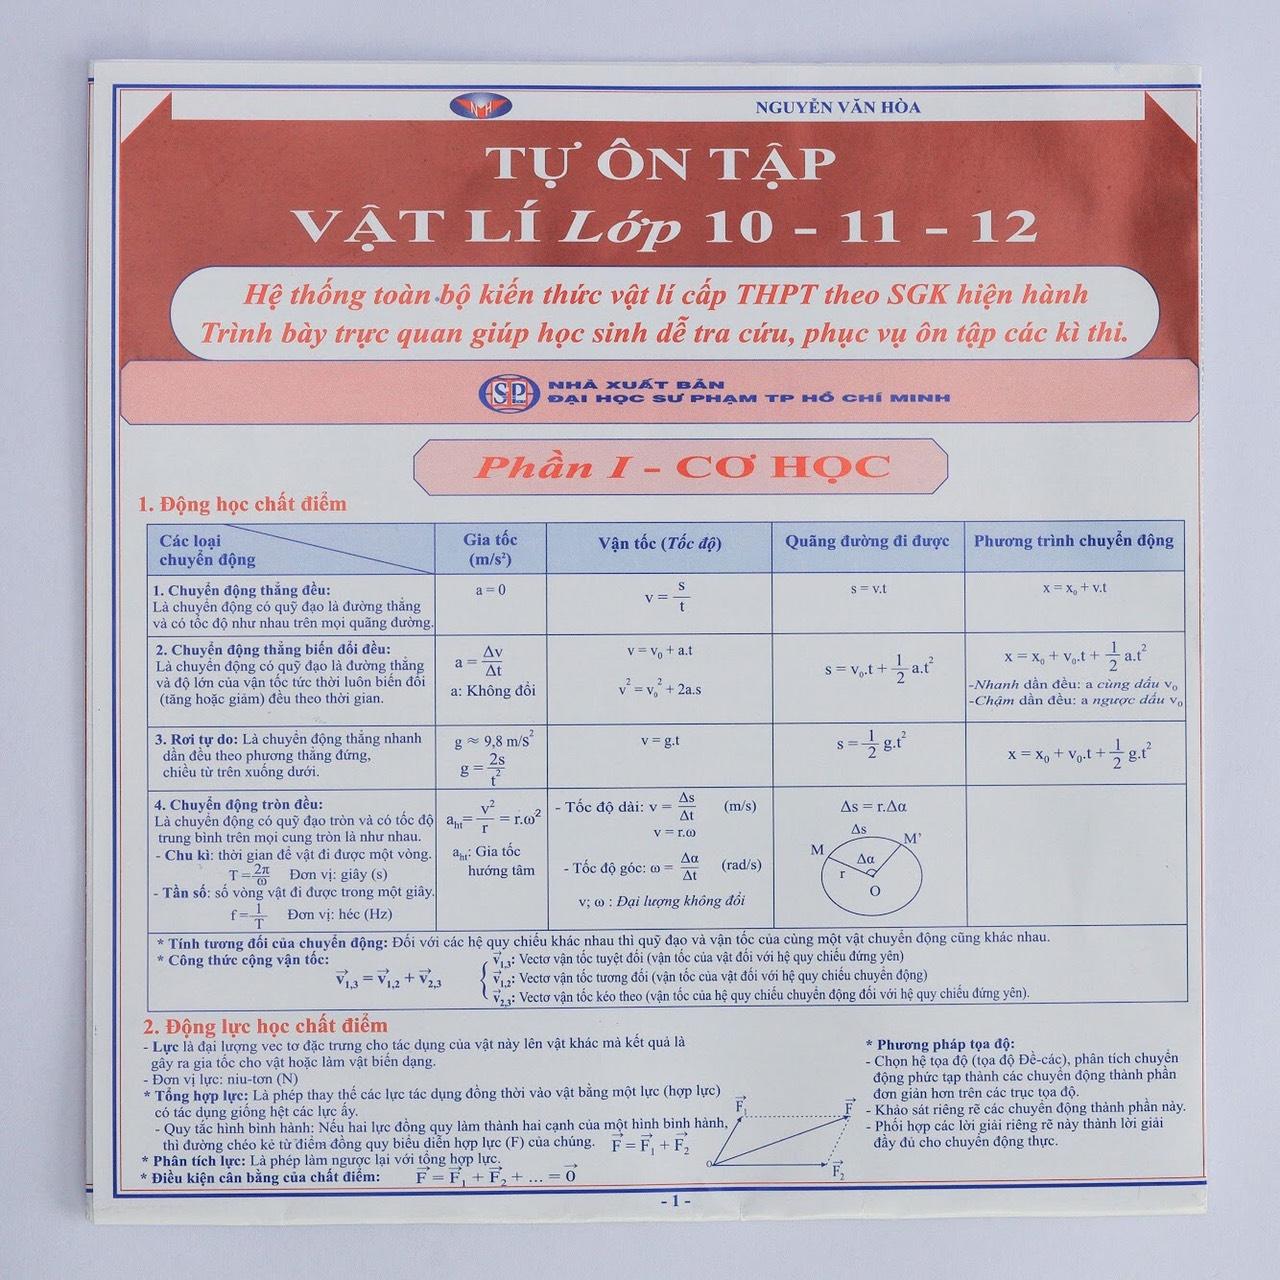 NMH
NGUYỄN VĂN HÒA
TỰ ÔN TẬP
VẬT LÍ Lớp 10 - 11 - 12
Hệ thống toàn bộ kiến thức vật lí cấp THPT theo SGK hiện hành
Trình bày trực quan giúp học sinh dễ tra cứu, phục vụ ôn tập các kì thi.
NHÀ XUẤT BẢN
ĐẠI HỌC SƯ PHẠM TP HỒ CHÍ MINH
Phần I - CƠ HỌC
1. Động học chất điểm
Các loại
chuyển động
Gia tốc
(m/s²)
Vận tốc (Tốc độ)
Quãng đường đi được
Phương trình chuyển động
1. Chuyển động thẳng đều:
Là chuyển động có quỹ đạo là đường thẳng
và có tốc độ như nhau trên mọi quãng đường.
a = 0
v = s/t
s = v.t
x = x₀ + v.t
2. Chuyển động thẳng biến đổi đều:
Là chuyển động có quỹ đạo là đường thẳng
và độ lớn của vận tốc tức thời luôn biến đổi
(tăng hoặc giảm) đều theo thời gian.
a = Δv/Δt
a: Không đổi
v = v₀ + a.t
v² = v₀² + 2a.s
s = v₀.t + 1/2 a.t²
x = x₀ + v₀.t + 1/2 a.t²
-Nhanh dần đều: a cùng dấu v₀
-Chậm dần đều: a ngược dấu v₀
3. Rơi tự do: Là chuyển động thẳng nhanh
dần đều theo phương thẳng đứng,
chiều từ trên xuống dưới.
g ≈ 9,8 m/s²
g = 2s/t²
v = g.t
s = 1/2 g.t²
x = x₀ + v₀.t + 1/2 g.t²
4. Chuyển động tròn đều:
Là chuyển động có quỹ đạo tròn và có tốc độ
trung bình trên mọi cung tròn là như nhau.
- Chu kì: thời gian để vật đi được một vòng.
T = 2π/ω Đơn vị: giây (s)
- Tần số: số vòng vật đi được trong một giây.
f = 1/T Đơn vị: héc (Hz)
aht = v²/r = r.ω²
aht: Gia tốc
hướng tâm
- Tốc độ dài: v = Δs/Δt (m/s)
v = r.ω
- Tốc độ góc: ω = Δα/Δt (rad/s)
v; ω : Đại lượng không đổi
Δs = r.Δα
Δs
M M'
Δα
r
O
* Tính tương đối của chuyển động: Đối với các hệ quy chiếu khác nhau thì quỹ đạo và vận tốc của cùng một vật chuyển động cũng khác nhau.
* Công thức cộng vận tốc:
v⃗1,3 = v⃗1,2 + v⃗2,3
v⃗1,3: Vectơ vận tốc tuyệt đối (vận tốc của vật đối với hệ quy chiếu đứng yên)
v⃗1,2: Vectơ vận tốc tương đối (vận tốc của vật đối với hệ quy chiếu chuyển động)
v⃗2,3: Vectơ vận tốc kéo theo (vận tốc của hệ quy chiếu chuyển động đối với hệ quy chiếu đứng yên).
2. Động lực học chất điểm
- Lực là đại lượng vec tơ đặc trưng cho tác dụng của vật này lên vật khác mà kết quả là
gây ra gia tốc cho vật hoặc làm vật biến dạng.
- Đơn vị lực: niu-tơn (N)
* Tổng hợp lực: Là phép thay thế các lực tác dụng đồng thời vào vật bằng một lực (hợp lực)
có tác dụng giống hệt các lực ấy.
- Quy tắc hình bình hành: Nếu hai lực đồng quy làm thành hai cạnh của một hình bình hành,
thì đường chéo kẻ từ điểm đồng quy biểu diễn hợp lực (F) của chúng. F⃗ = F⃗₁ + F⃗₂
* Phân tích lực: Là phép làm ngược lại với tổng hợp lực.
* Điều kiện cân bằng của chất điểm: F⃗ = F⃗₁ + F⃗₂ + ... = 0⃗
F⃗₁
F⃗
o
F⃗₂
* Phương pháp tọa độ:
- Chọn hệ tọa độ (tọa độ Đề-các), phân tích chuyển
động phức tạp thành các chuyển động thành phần
đơn giản hơn trên các trục tọa độ.
- Khảo sát riêng rẽ các chuyển động thành phần này.
- Phối hợp các lời giải riêng rẽ này thành lời giải
đầy đủ cho chuyển động thực.
- 1 -